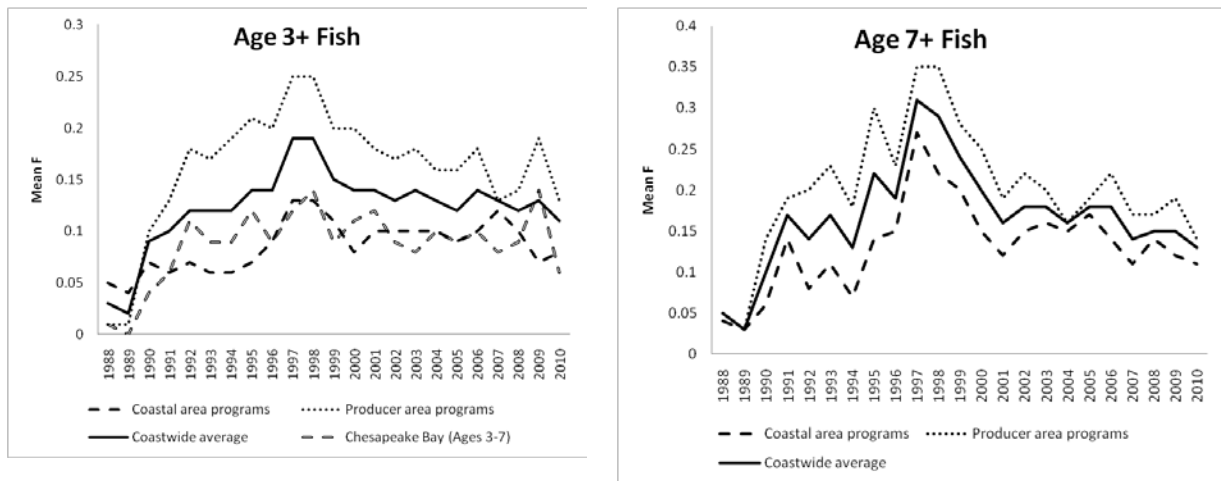 Age 3+ Fish
Mean F
0.3
0.25
0.2
0.15
0.1
0.05
0
1988 1989 1990 1991 1992 1993 1994 1995 1996 1997 1998 1999 2000 2001 2002 2003 2004 2005 2006 2007 2008 2009 2010
Coastal area programs Producer area programs
Coastwide average Chesapeake Bay (Ages 3-7)
Age 7+ Fish
Mean F
0.4
0.35
0.3
0.25
0.2
0.15
0.1
0.05
0
1988 1989 1990 1991 1992 1993 1994 1995 1996 1997 1998 1999 2000 2001 2002 2003 2004 2005 2006 2007 2008 2009 2010
Coastal area programs Producer area programs
Coastwide average